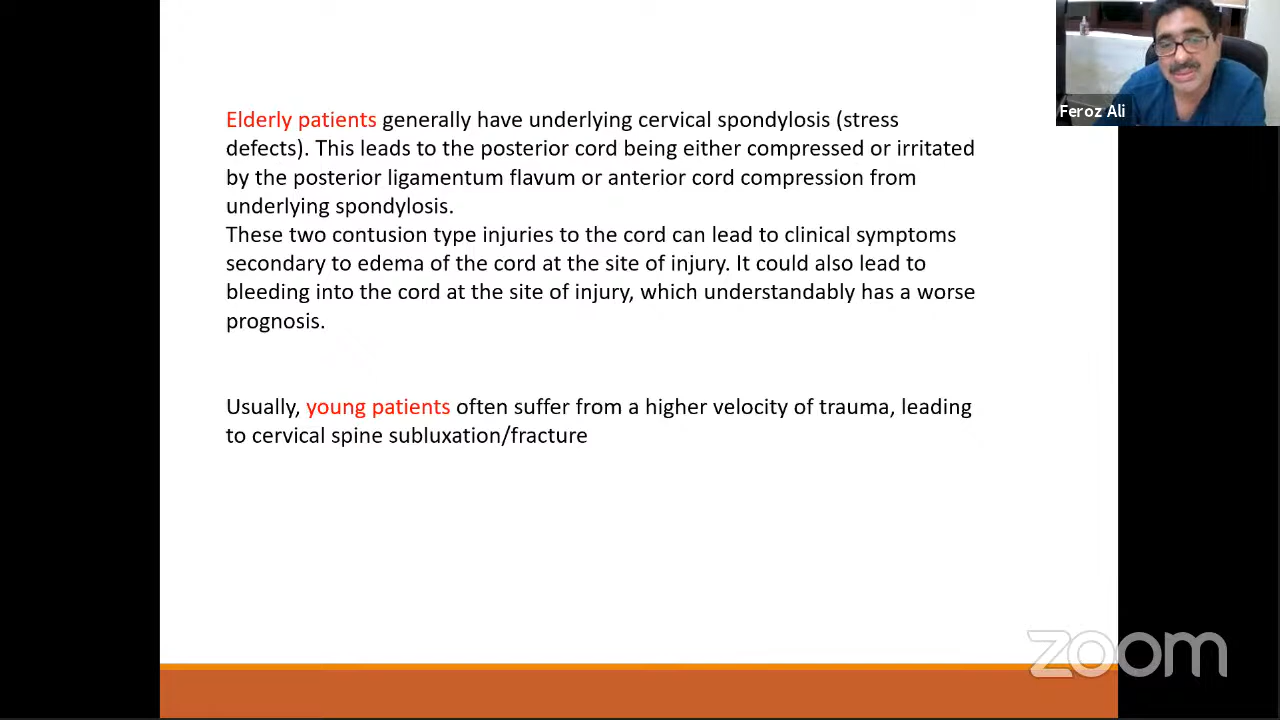 Elderly patients generally have underlying cervical spondylosis (stress
defects). This leads to the posterior cord being either compressed or irritated
by the posterior ligamentum flavum or anterior cord compression from
underlying spondylosis.
These two contusion type injuries to the cord can lead to clinical symptoms
secondary to edema of the cord at the site of injury. It could also lead to
bleeding into the cord at the site of injury, which understandably has a worse
prognosis.
Usually, young patients often suffer from a higher velocity of trauma, leading
to cervical spine subluxation/fracture
Feroz Ali
zoom